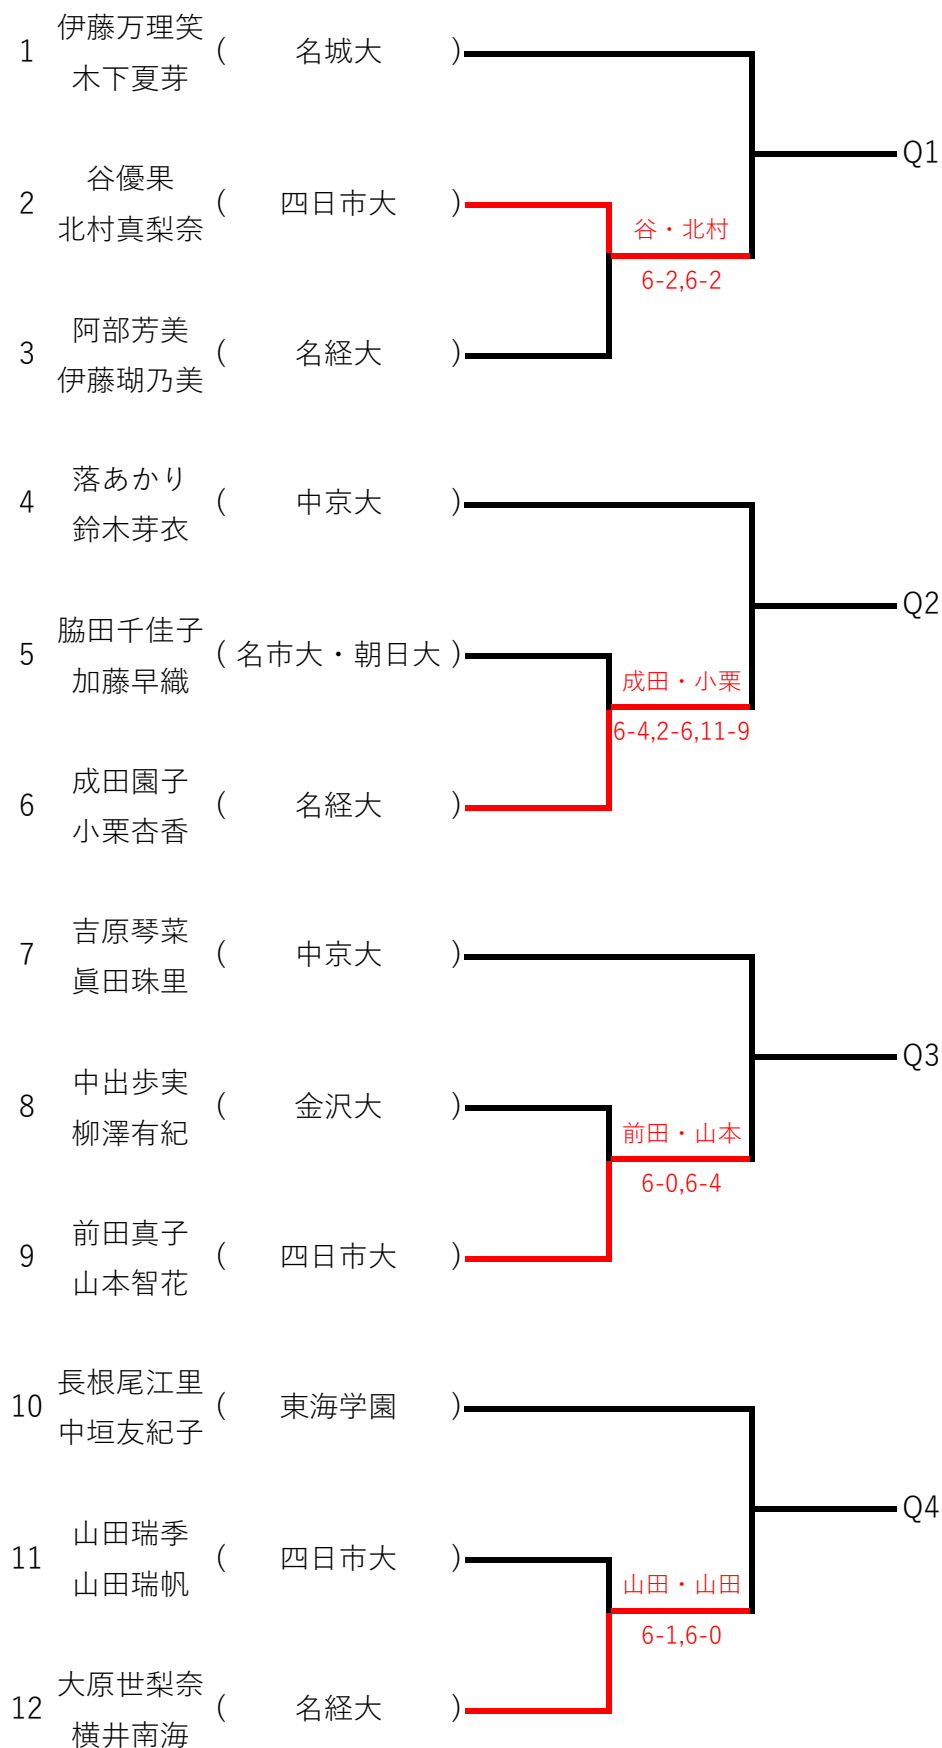 伊藤万理笑
1 ( 名城大 )
木下夏芽
Q1
谷優果
2 ( 四日市大 )
北村真梨奈
谷・北村
6-2,6-2
阿部芳美
3 ( 名経大 )
伊藤瑚乃美
落あかり
4 ( 中京大 )
鈴木芽衣
Q2
脇田千佳子
5 ( 名市大・朝日大 )
加藤早織
成田・小栗
6-4,2-6,11-9
成田園子
6 ( 名経大 )
小栗杏香
吉原琴菜
7 ( 中京大 )
眞田珠里
Q3
中出歩実
8 ( 金沢大 )
柳澤有紀
前田・山本
6-0,6-4
前田真子
9 ( 四日市大 )
山本智花
長根尾江里
10 ( 東海学園 )
中垣友紀子
Q4
山田瑞季
11 ( 四日市大 )
山田瑞帆
山田・山田
6-1,6-0
大原世梨奈
12 ( 名経大 )
横井南海